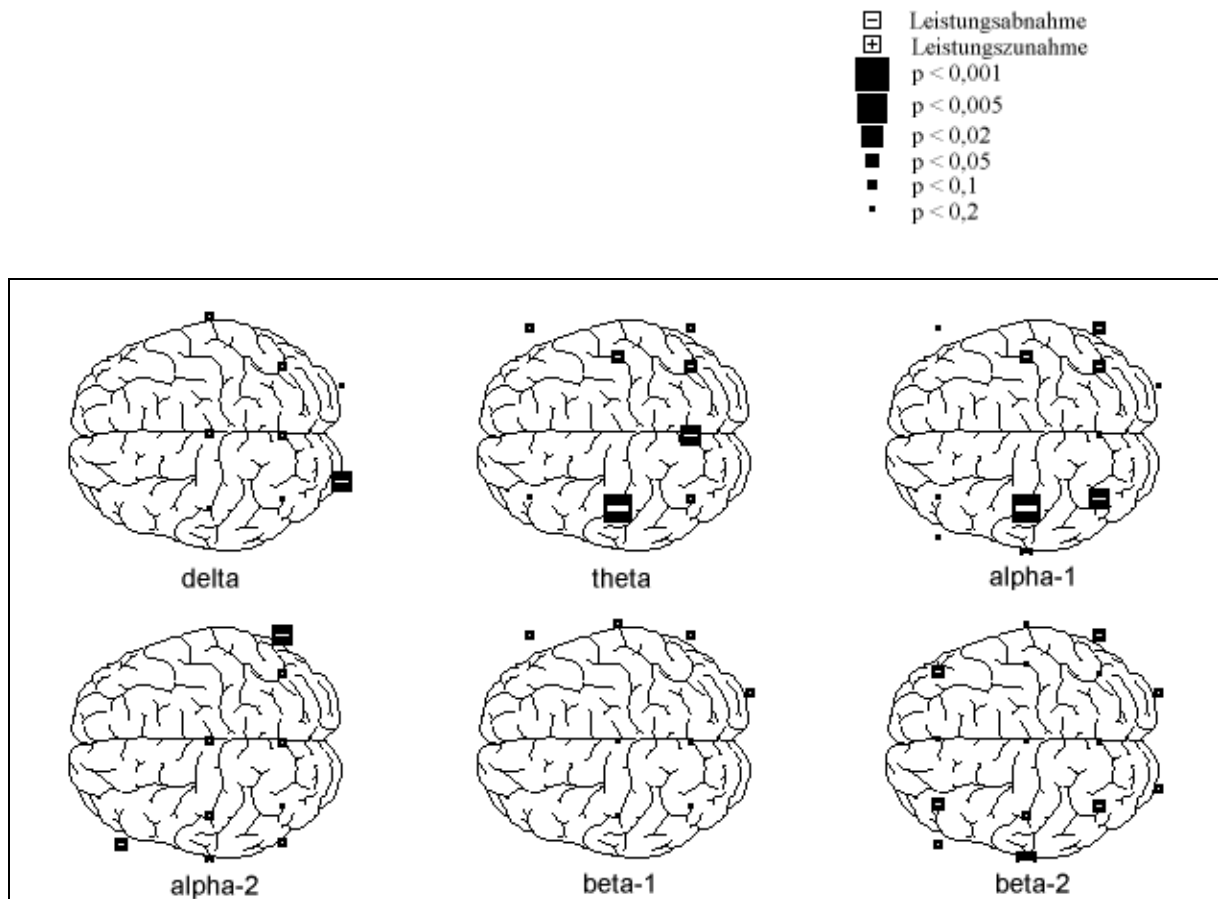 Leistungsabnahme
Leistungszunahme
p < 0,001
p < 0,005
p < 0,02
p < 0,05
p < 0,1
p < 0,2
delta theta alpha-1
alpha-2 beta-1 beta-2